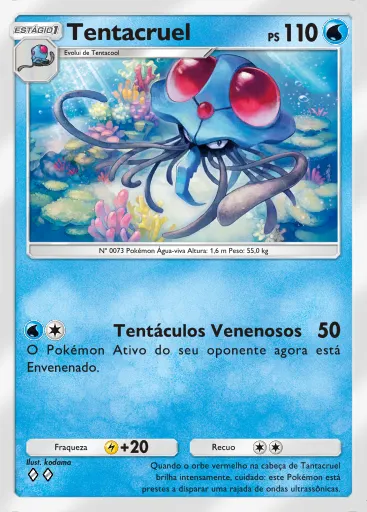 ESTÁGIO 1
Tentacruel
PS 110
Evolui de Tentacool
Nº 0073 Pokémon Água-viva Altura: 1,6 m Peso: 55,0 kg
Tentáculos Venenosos 50
O Pokémon Ativo do seu oponente agora está
Envenenado.
Fraqueza +20
Recuo
Ilust. kodama
Quando o orbe vermelho na cabeça de Tentacruel
brilha intensamente, cuidado: este Pokémon está
prestes a disparar uma rajada de ondas ultrassônicas.